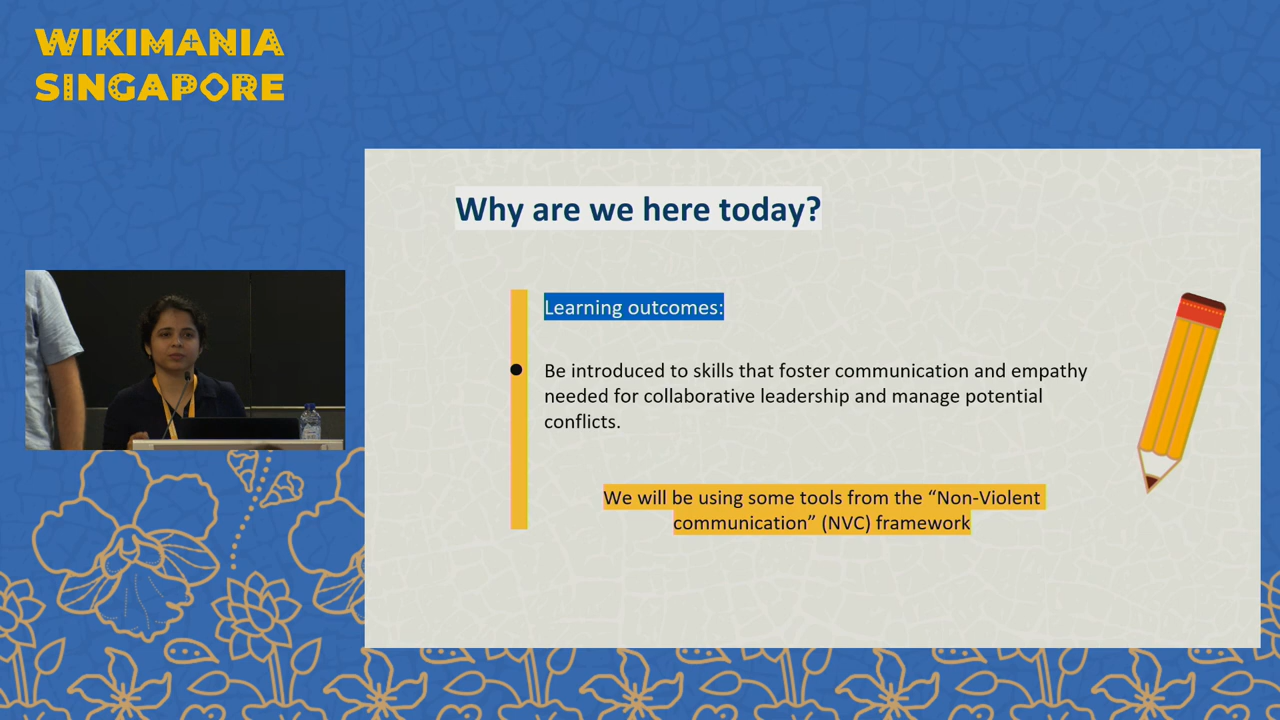 WIKIMANIA
SINGAPORE
Why are we here today?
Learning outcomes:
● Be introduced to skills that foster communication and empathy
needed for collaborative leadership and manage potential
conflicts.
We will be using some tools from the “Non-Violent
communication” (NVC) framework